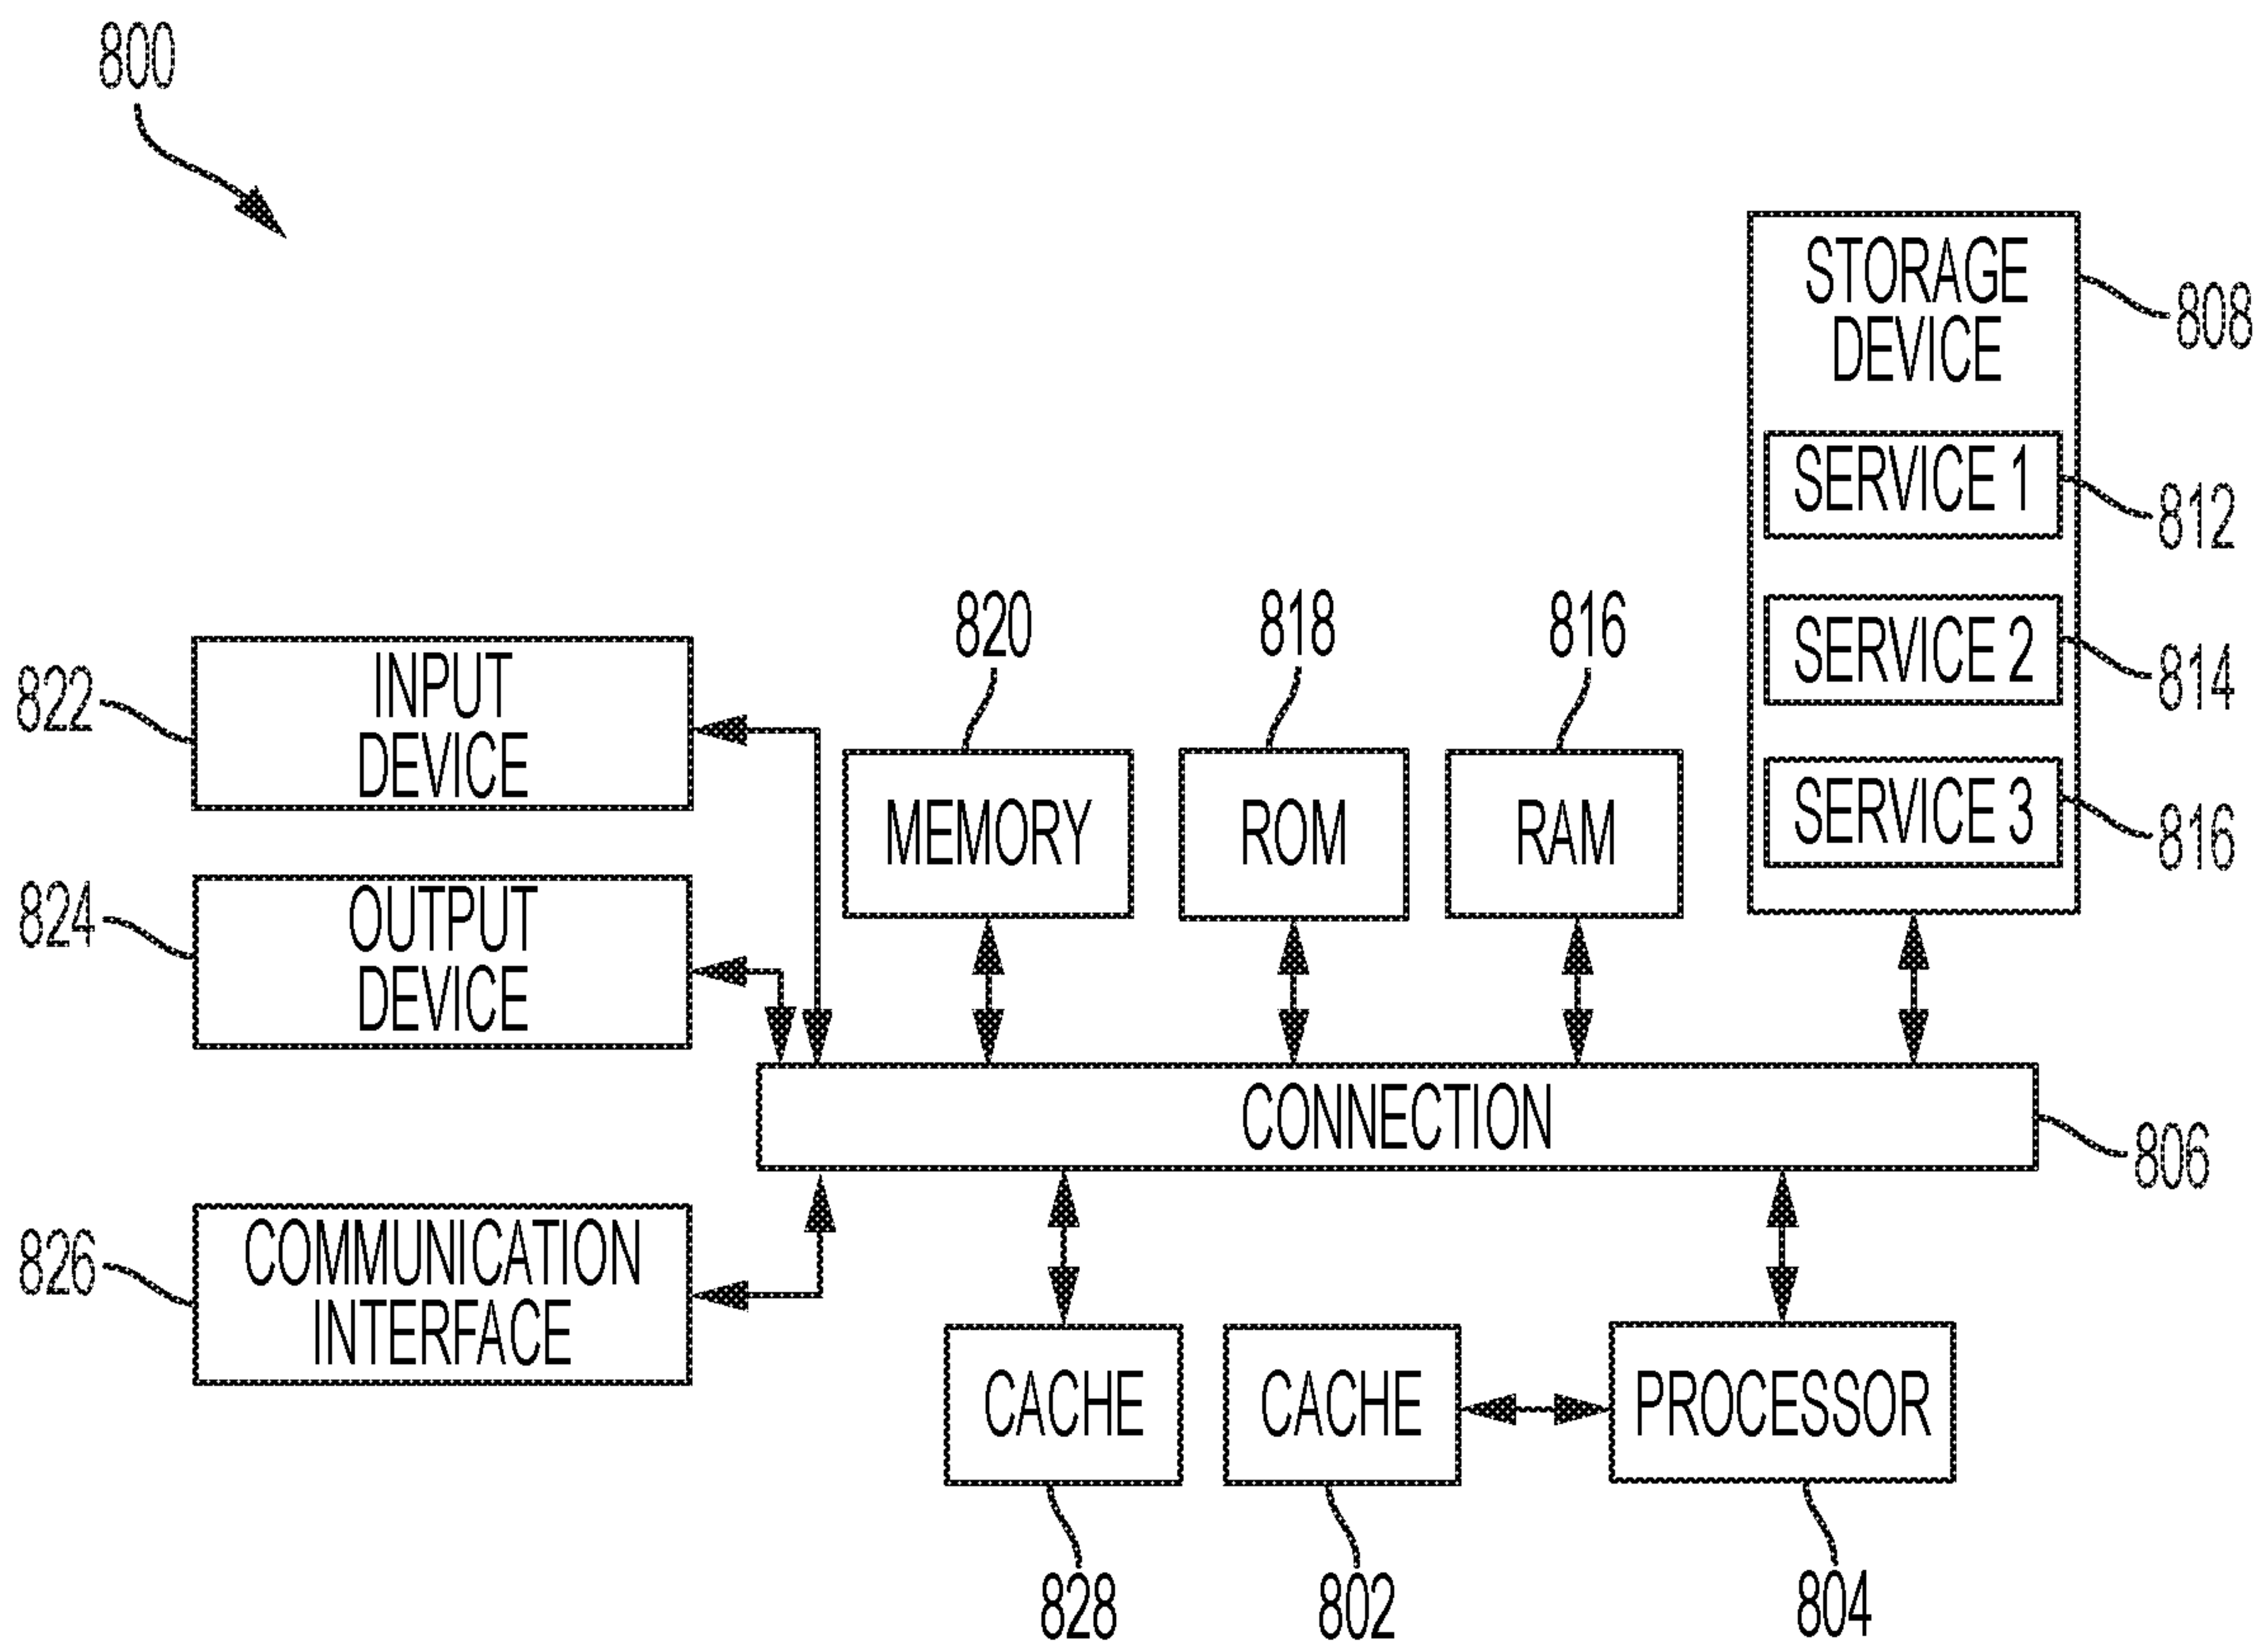 800
STORAGE
DEVICE
808
SERVICE 1
812
820
818
816
SERVICE 2
814
INPUT
DEVICE
822
MEMORY
ROM
RAM
SERVICE 3
816
OUTPUT
DEVICE
824
CONNECTION
806
COMMUNICATION
INTERFACE
826
CACHE
CACHE
PROCESSOR
828
802
804